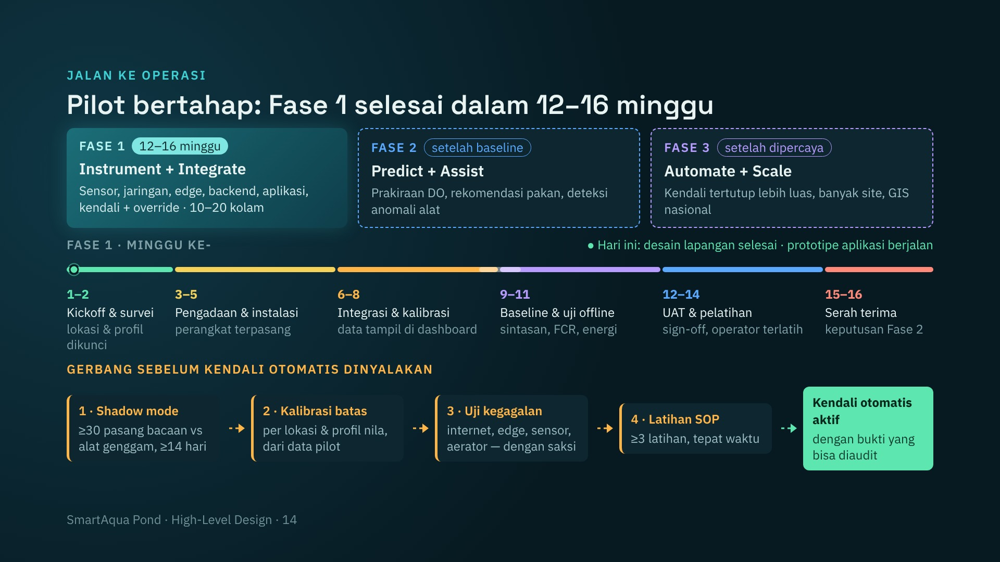 JALAN KE OPERASI
Pilot bertahap: Fase 1 selesai dalam 12–16 minggu
FASE 1 12–16 minggu
Instrument + Integrate
Sensor, jaringan, edge, backend, aplikasi,
kendali + override · 10–20 kolam
FASE 2 setelah baseline
Predict + Assist
Prakiraan DO, rekomendasi pakan, deteksi
anomali alat
FASE 3 setelah dipercaya
Automate + Scale
Kendali tertutup lebih luas, banyak site, GIS
nasional
FASE 1 · MINGGU KE-
● Hari ini: desain lapangan selesai · prototipe aplikasi berjalan
1–2
Kickoff & survei
lokasi & profil
dikunci
3–5
Pengadaan & instalasi
perangkat terpasang
6–8
Integrasi & kalibrasi
data tampil di dashboard
9–11
Baseline & uji offline
sintasan, FCR, energi
12–14
UAT & pelatihan
sign-off, operator terlatih
15–16
Serah terima
keputusan Fase 2
GERBANG SEBELUM KENDALI OTOMATIS DINYALAKAN
1 · Shadow mode
≥30 pasang bacaan vs
alat genggam, ≥14 hari
2 · Kalibrasi batas
per lokasi & profil nila,
dari data pilot
3 · Uji kegagalan
internet, edge, sensor,
aerator — dengan saksi
4 · Latihan SOP
≥3 latihan, tepat waktu
Kendali otomatis
aktif
dengan bukti yang
bisa diaudit
SmartAqua Pond · High-Level Design · 14